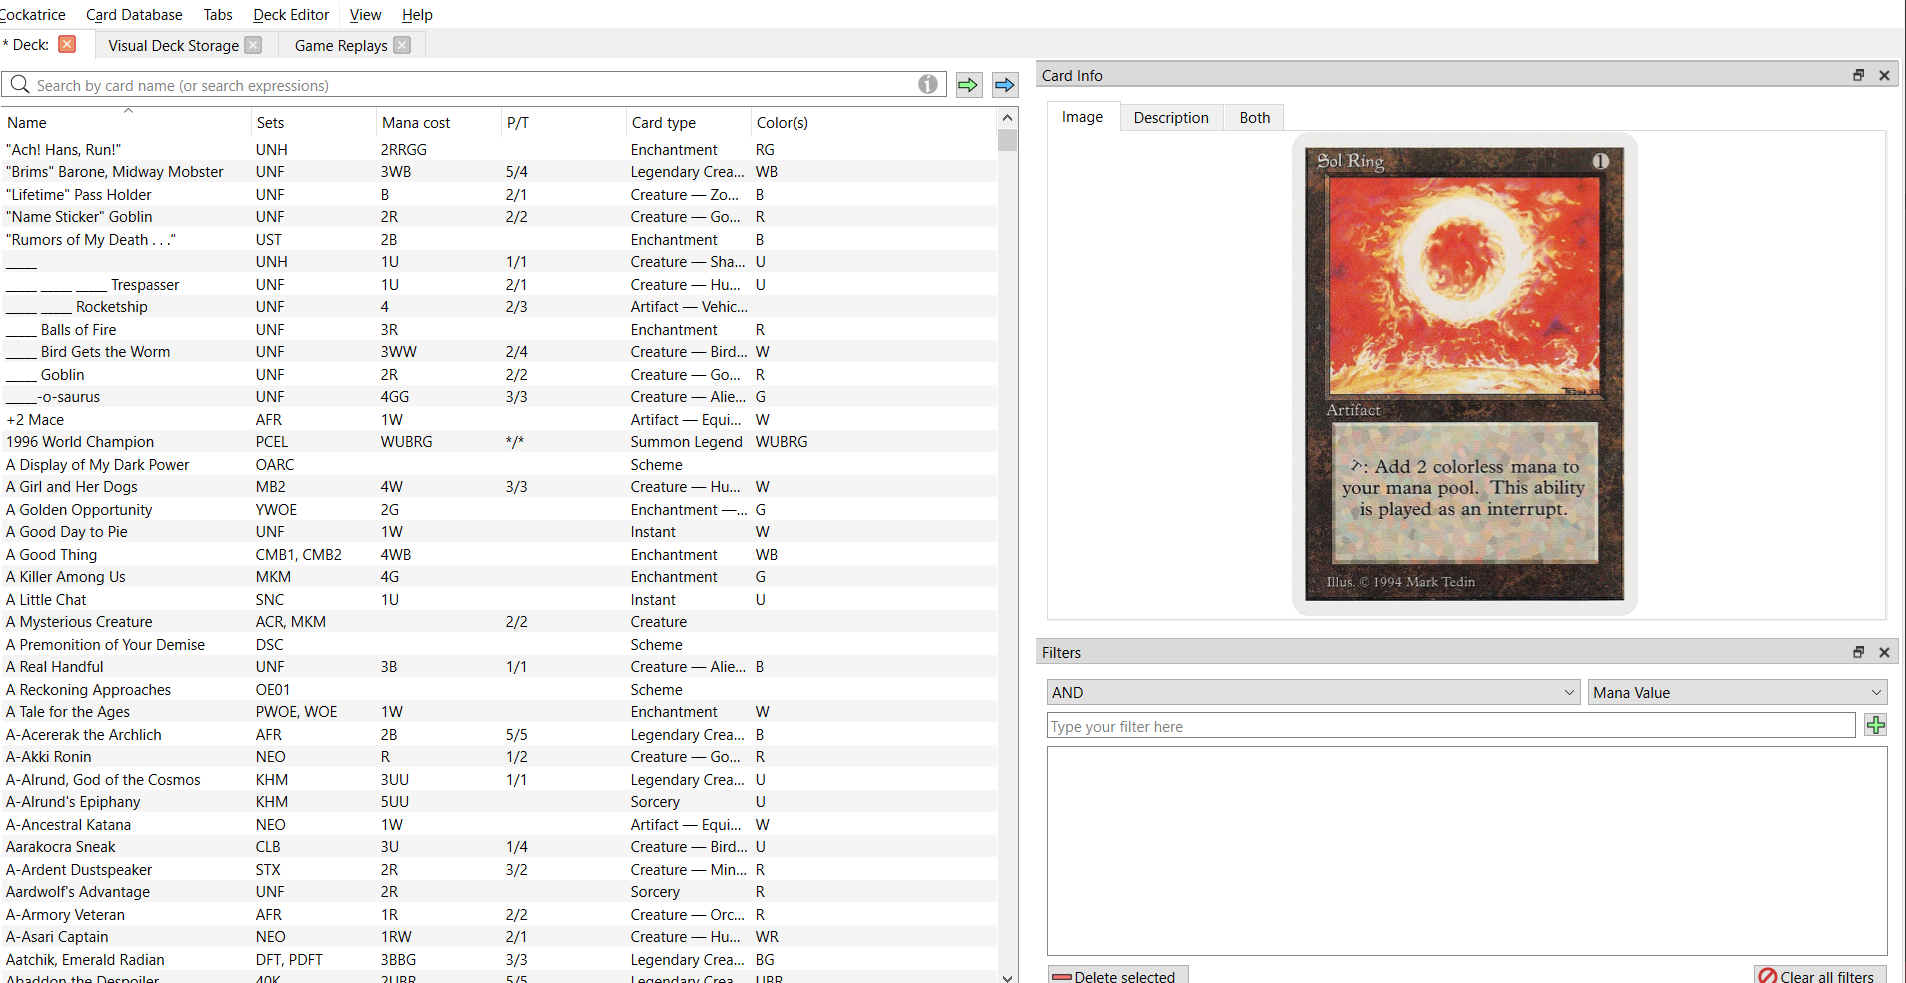 Cockatrice Card Database Tabs Deck Editor View Help
* Deck: Visual Deck Storage Game Replays
Search by card name (or search expressions)
Name Sets Mana cost P/T Card type Color(s)
"Ach! Hans, Run!" UNH 2RRGG Enchantment RG
"Brims" Barone, Midway Mobster UNF 3WB 5/4 Legendary Crea... WB
"Lifetime" Pass Holder UNF B 2/1 Creature — Zo... B
"Name Sticker" Goblin UNF 2R 2/2 Creature — Go... R
"Rumors of My Death . . ." UST 2B Enchantment B
_____ UNH 1U 1/1 Creature — Sha... U
_____ _____ _____ Trespasser UNF 1U 2/1 Creature — Hu... U
_____ _____ Rocketship UNF 4 2/3 Artifact — Vehic...
_____ Balls of Fire UNF 3R Enchantment R
_____ Bird Gets the Worm UNF 3WW 2/4 Creature — Bird... W
_____ Goblin UNF 2R 2/2 Creature — Go... R
_____-o-saurus UNF 4GG 3/3 Creature — Alie... G
+2 Mace AFR 1W Artifact — Equi... W
1996 World Champion PCEL WUBRG */* Summon Legend WUBRG
A Display of My Dark Power OARC Scheme
A Girl and Her Dogs MB2 4W 3/3 Creature — Hu... W
A Golden Opportunity YWOE 2G Enchantment —... G
A Good Day to Pie UNF 1W Instant W
A Good Thing CMB1, CMB2 4WB Enchantment WB
A Killer Among Us MKM 4G Enchantment G
A Little Chat SNC 1U Instant U
A Mysterious Creature ACR, MKM 2/2 Creature
A Premonition of Your Demise DSC Scheme
A Real Handful UNF 3B 1/1 Creature — Alie... B
A Reckoning Approaches OE01 Scheme
A Tale for the Ages PWOE, WOE 1W Enchantment W
A-Acererak the Archlich AFR 2B 5/5 Legendary Crea... B
A-Akki Ronin NEO R 1/2 Creature — Go... R
A-Alrund, God of the Cosmos KHM 3UU 1/1 Legendary Crea... U
A-Alrund's Epiphany KHM 5UU Sorcery U
A-Ancestral Katana NEO 1W Artifact — Equi... W
Aarakocra Sneak CLB 3U 1/4 Creature — Bird... U
A-Ardent Dustspeaker STX 2R 3/2 Creature — Min... R
Aardwolf's Advantage UNF 2R Sorcery R
A-Armory Veteran AFR 1R 2/2 Creature — Orc... R
A-Asari Captain NEO 1RW 2/1 Creature — Hu... WR
Aatchik, Emerald Radian DFT, PDFT 3BBG 3/3 Legendary Crea... BG
Abaddon the Despoiler 40K 2UBR 5/5 Legendary Crea... UBR
Card Info
Image Description Both
Sol Ring 1
TEDIN 93
Artifact
: Add 2 colorless mana to
your mana pool. This ability
is played as an interrupt.
Illus. © 1994 Mark Tedin
Filters
AND Mana Value
Type your filter here
Delete selected Clear all filters